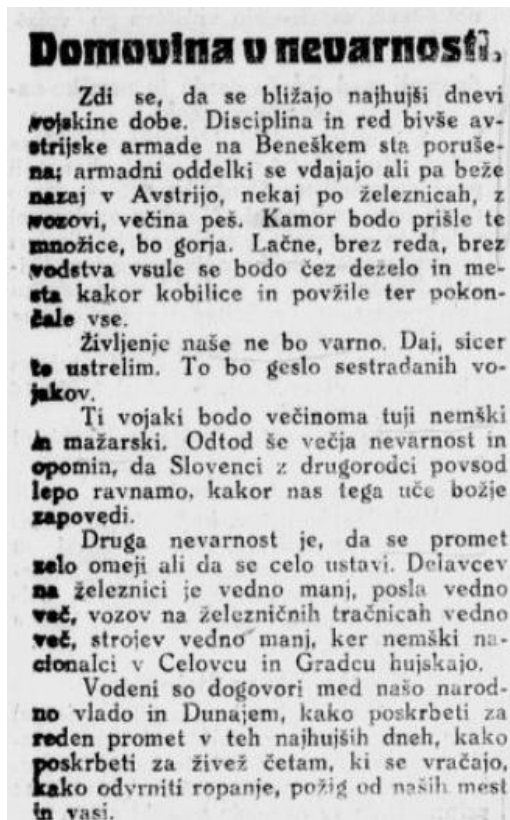 Domovina v nevarnosti.
Zdi se, da se bližajo najhujši dnevi
vojskine dobe. Disciplina in red bivše av-
strijske armade na Beneškem sta poruše-
na; armadni oddelki se vdajajo ali pa beže
nazaj v Avstrijo, nekaj po železnicah, z
vozovi, večina peš. Kamor bodo prišle te
množice, bo gorja. Lačne, brez reda, brez
vodstva vsule se bodo čez deželo in me-
sta kakor kobilice in povžile ter pokon-
čale vse.
Življenje naše ne bo varno. Daj, sicer
te ustrelim. To bo geslo sestradanih vo-
jakov.
Ti vojaki bodo večinoma tuji nemški
in mažarski. Odtod še večja nevarnost in
opomin, da Slovenci z drugorodci povsod
lepo ravnamo, kakor nas tega uče božje
zapovedi.
Druga nevarnost je, da se promet
zelo omeji ali da se celo ustavi. Delavcev
na železnici je vedno manj, posla vedno
več, vozov na železničnih tračnicah vedno
več, strojev vedno manj, ker nemški na-
cionalci v Celovcu in Gradcu hujskajo.
Vodeni so dogovori med našo narod-
no vlado in Dunajem, kako poskrbeti za
reden promet v teh najhujših dneh, kako
poskrbeti za živež četam, ki se vračajo,
kako odvrniti ropanje, požig od naših mest
in vasi.